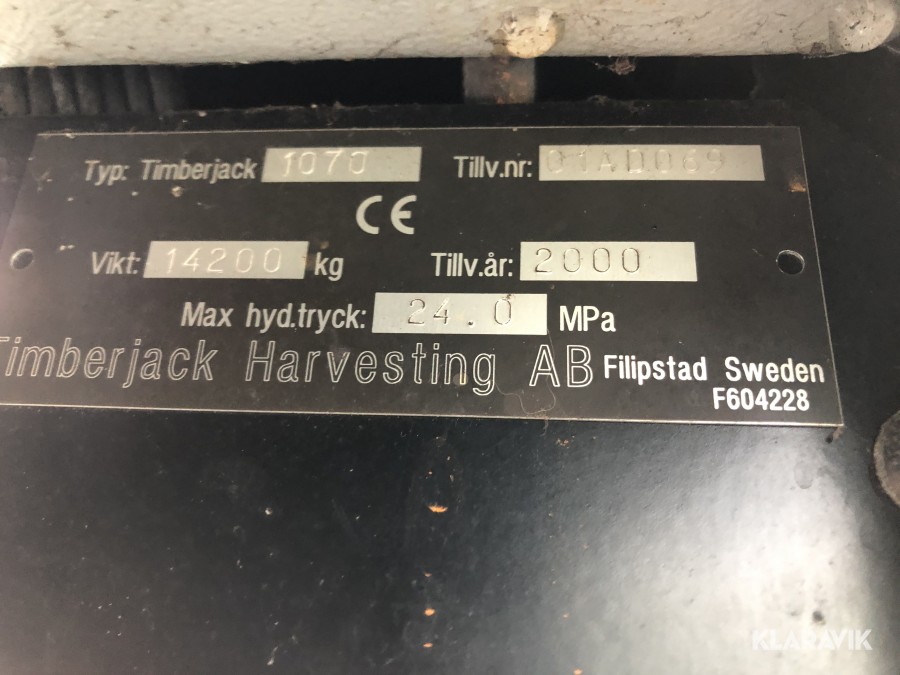 Typ: Timberjack 1070 Tillv.nr: 01AD069
CE
Vikt: 14200 kg Tillv.år: 2000
Max hyd.tryck: 24.0 MPa
Timberjack Harvesting AB Filipstad Sweden
F604228
KLARAVIK